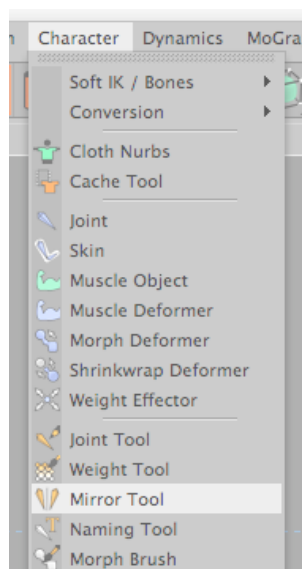 Character Dynamics MoGra
Soft IK / Bones
Conversion
Cloth Nurbs
Cache Tool
Joint
Skin
Muscle Object
Muscle Deformer
Morph Deformer
Shrinkwrap Deformer
Weight Effector
Joint Tool
Weight Tool
Mirror Tool
Naming Tool
Morph Brush